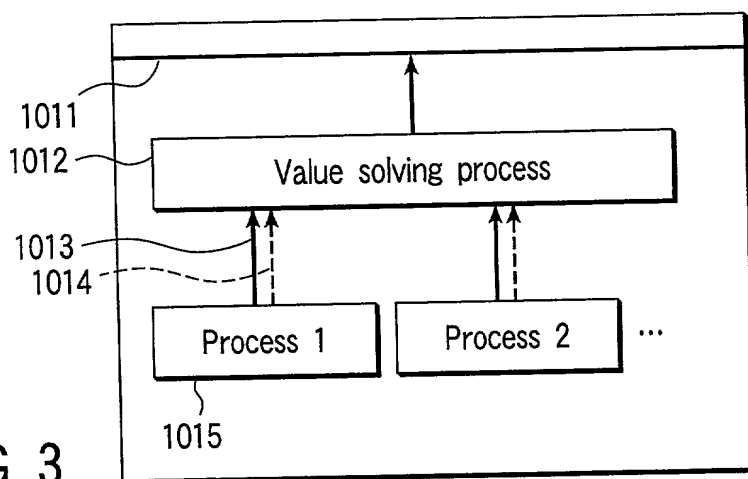 1011
1012
Value solving process
1013
1014
Process 1
Process 2
...
1015
G 3